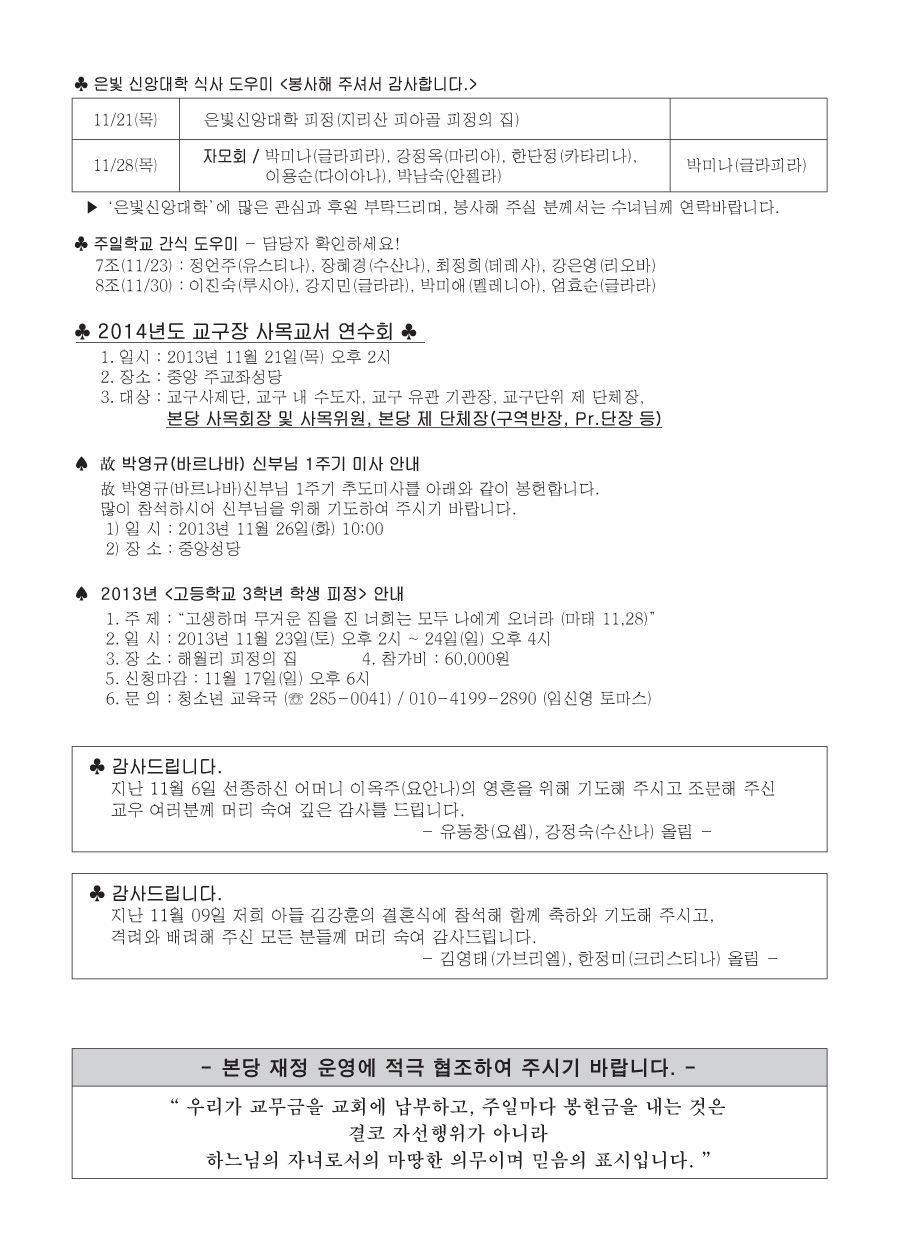 ♣ 은빛 신앙대학 식사 도우미 <봉사해 주셔서 감사합니다.>
11/21(목) 은빛신앙대학 피정(지리산 피아골 피정의 집)
11/28(목) 자모회 / 박미나(글라피라), 강정옥(마리아), 한단정(카타리나), 박미나(글라피라)
이용순(다이아나), 박남숙(안젤라)
▶ ‘은빛신앙대학’에 많은 관심과 후원 부탁드리며, 봉사해 주실 분께서는 수녀님께 연락바랍니다.
♣ 주일학교 간식 도우미 - 담당자 확인하세요!
7조(11/23) : 정언주(유스티나), 장혜경(수산나), 최정희(테레사), 강은영(리오바)
8조(11/30) : 이진숙(루시아), 강지민(글라라), 박미애(멜레니아), 엄효순(글라라)
♣ 2014년도 교구장 사목교서 연수회 ♣
1. 일시 : 2013년 11월 21일(목) 오후 2시
2. 장소 : 중앙 주교좌성당
3. 대상 : 교구사제단, 교구 내 수도자, 교구 유관 기관장, 교구단위 제 단체장,
본당 사목회장 및 사목위원, 본당 제 단체장(구역반장, Pr.단장 등)
♠ 故 박영규(바르나바) 신부님 1주기 미사 안내
故 박영규(바르나바)신부님 1주기 추도미사를 아래와 같이 봉헌합니다.
많이 참석하시어 신부님을 위해 기도하여 주시기 바랍니다.
1) 일 시 : 2013년 11월 26일(화) 10:00
2) 장 소 : 중앙성당
♠ 2013년 <고등학교 3학년 학생 피정> 안내
1. 주 제 : “고생하며 무거운 짐을 진 너희는 모두 나에게 오너라 (마태 11,28)”
2. 일 시 : 2013년 11월 23일(토) 오후 2시 ~ 24일(일) 오후 4시
3. 장 소 : 해월리 피정의 집 4. 참가비 : 60,000원
5. 신청마감 : 11월 17일(일) 오후 6시
6. 문 의 : 청소년 교육국 (☏ 285-0041) / 010-4199-2890 (임신영 토마스)
♣ 감사드립니다.
지난 11월 6일 선종하신 어머니 이옥주(요안나)의 영혼을 위해 기도해 주시고 조문해 주신
교우 여러분께 머리 숙여 깊은 감사를 드립니다.
- 유동창(요셉), 강정숙(수산나) 올림 -
♣ 감사드립니다.
지난 11월 09일 저희 아들 김강훈의 결혼식에 참석해 함께 축하와 기도해 주시고,
격려와 배려해 주신 모든 분들께 머리 숙여 감사드립니다.
- 김영태(가브리엘), 한정미(크리스티나) 올림 -
- 본당 재정 운영에 적극 협조하여 주시기 바랍니다. -
“ 우리가 교무금을 교회에 납부하고, 주일마다 봉헌금을 내는 것은
결코 자선행위가 아니라
하느님의 자녀로서의 마땅한 의무이며 믿음의 표시입니다. ”